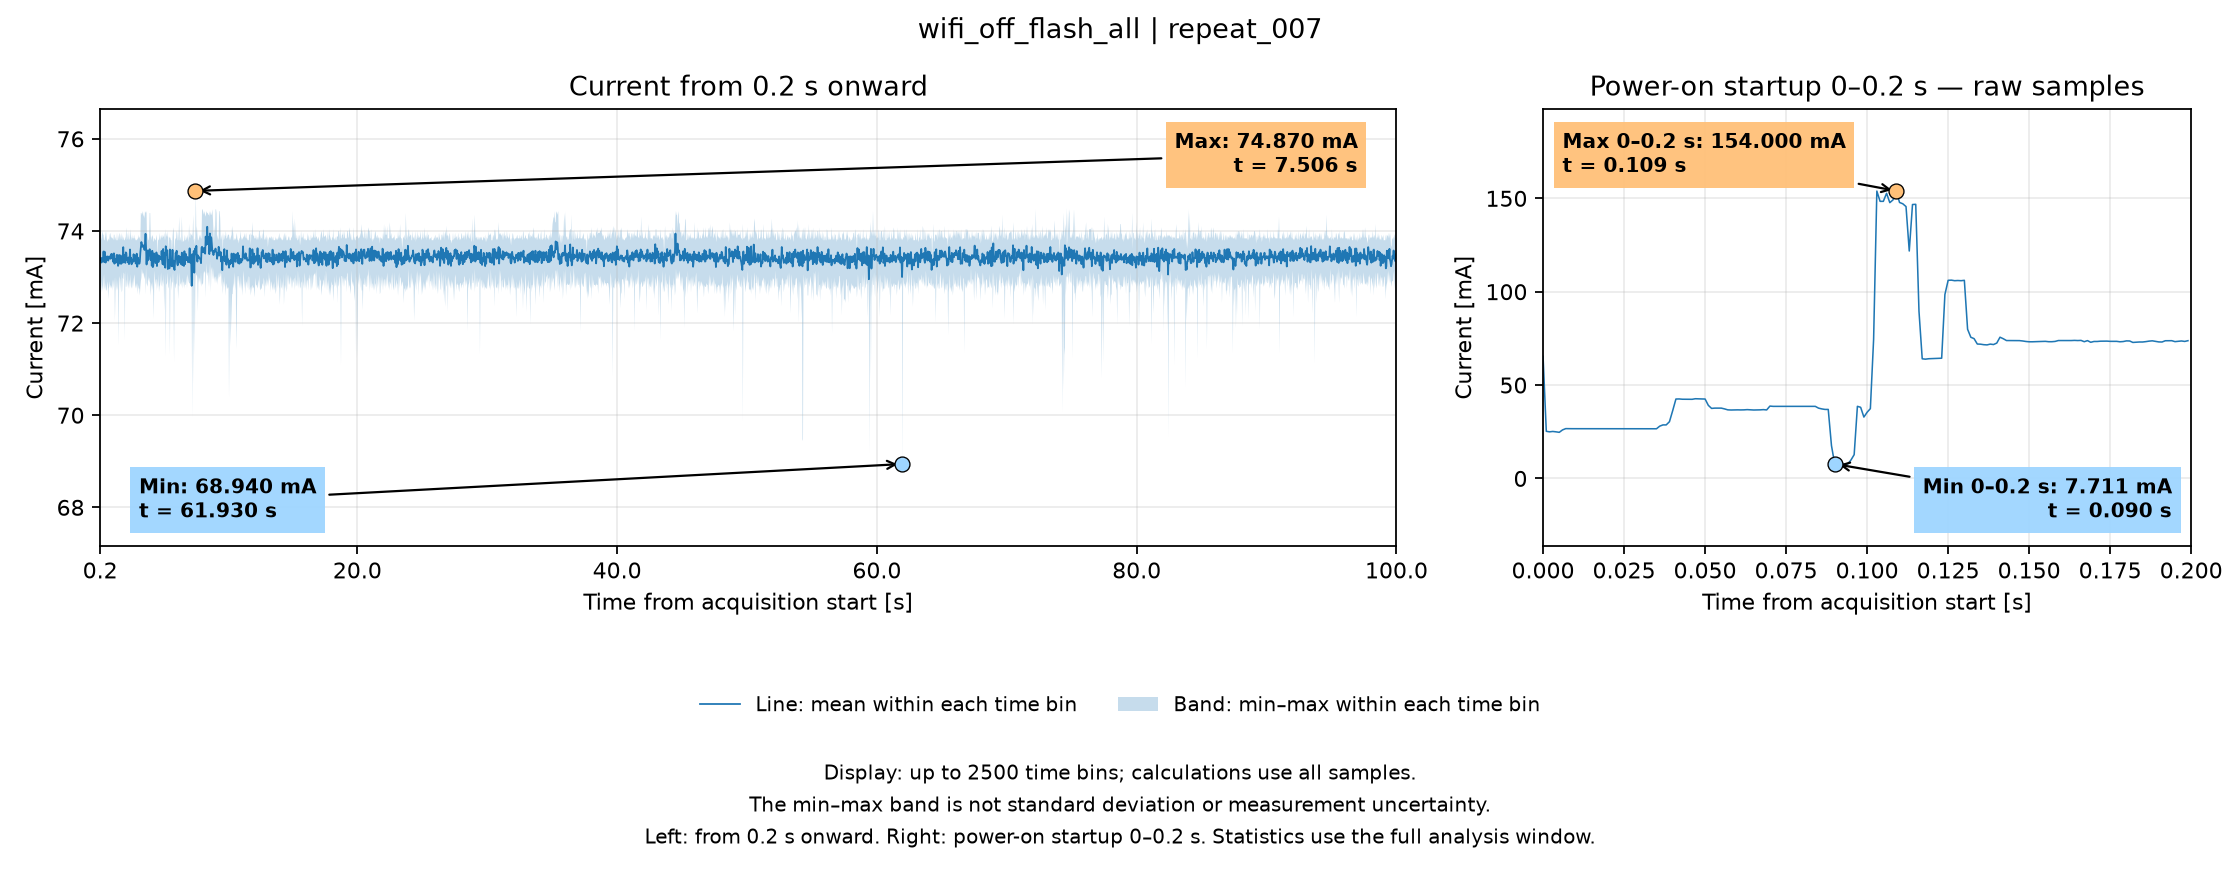 wifi_off_flash_all | repeat_007
Current from 0.2 s onward
76
74
72
70
68
Current [mA]
Max: 74.870 mA
t = 7.506 s
Min: 68.940 mA
t = 61.930 s
0.2
20.0
40.0
60.0
80.0
100.0
Time from acquisition start [s]
Power-on startup 0–0.2 s — raw samples
150
100
50
0
Current [mA]
Max 0–0.2 s: 154.000 mA
t = 0.109 s
Min 0–0.2 s: 7.711 mA
t = 0.090 s
0.000
0.025
0.050
0.075
0.100
0.125
0.150
0.175
0.200
Time from acquisition start [s]
Line: mean within each time bin
Band: min–max within each time bin
Display: up to 2500 time bins; calculations use all samples.
The min–max band is not standard deviation or measurement uncertainty.
Left: from 0.2 s onward. Right: power-on startup 0–0.2 s. Statistics use the full analysis window.